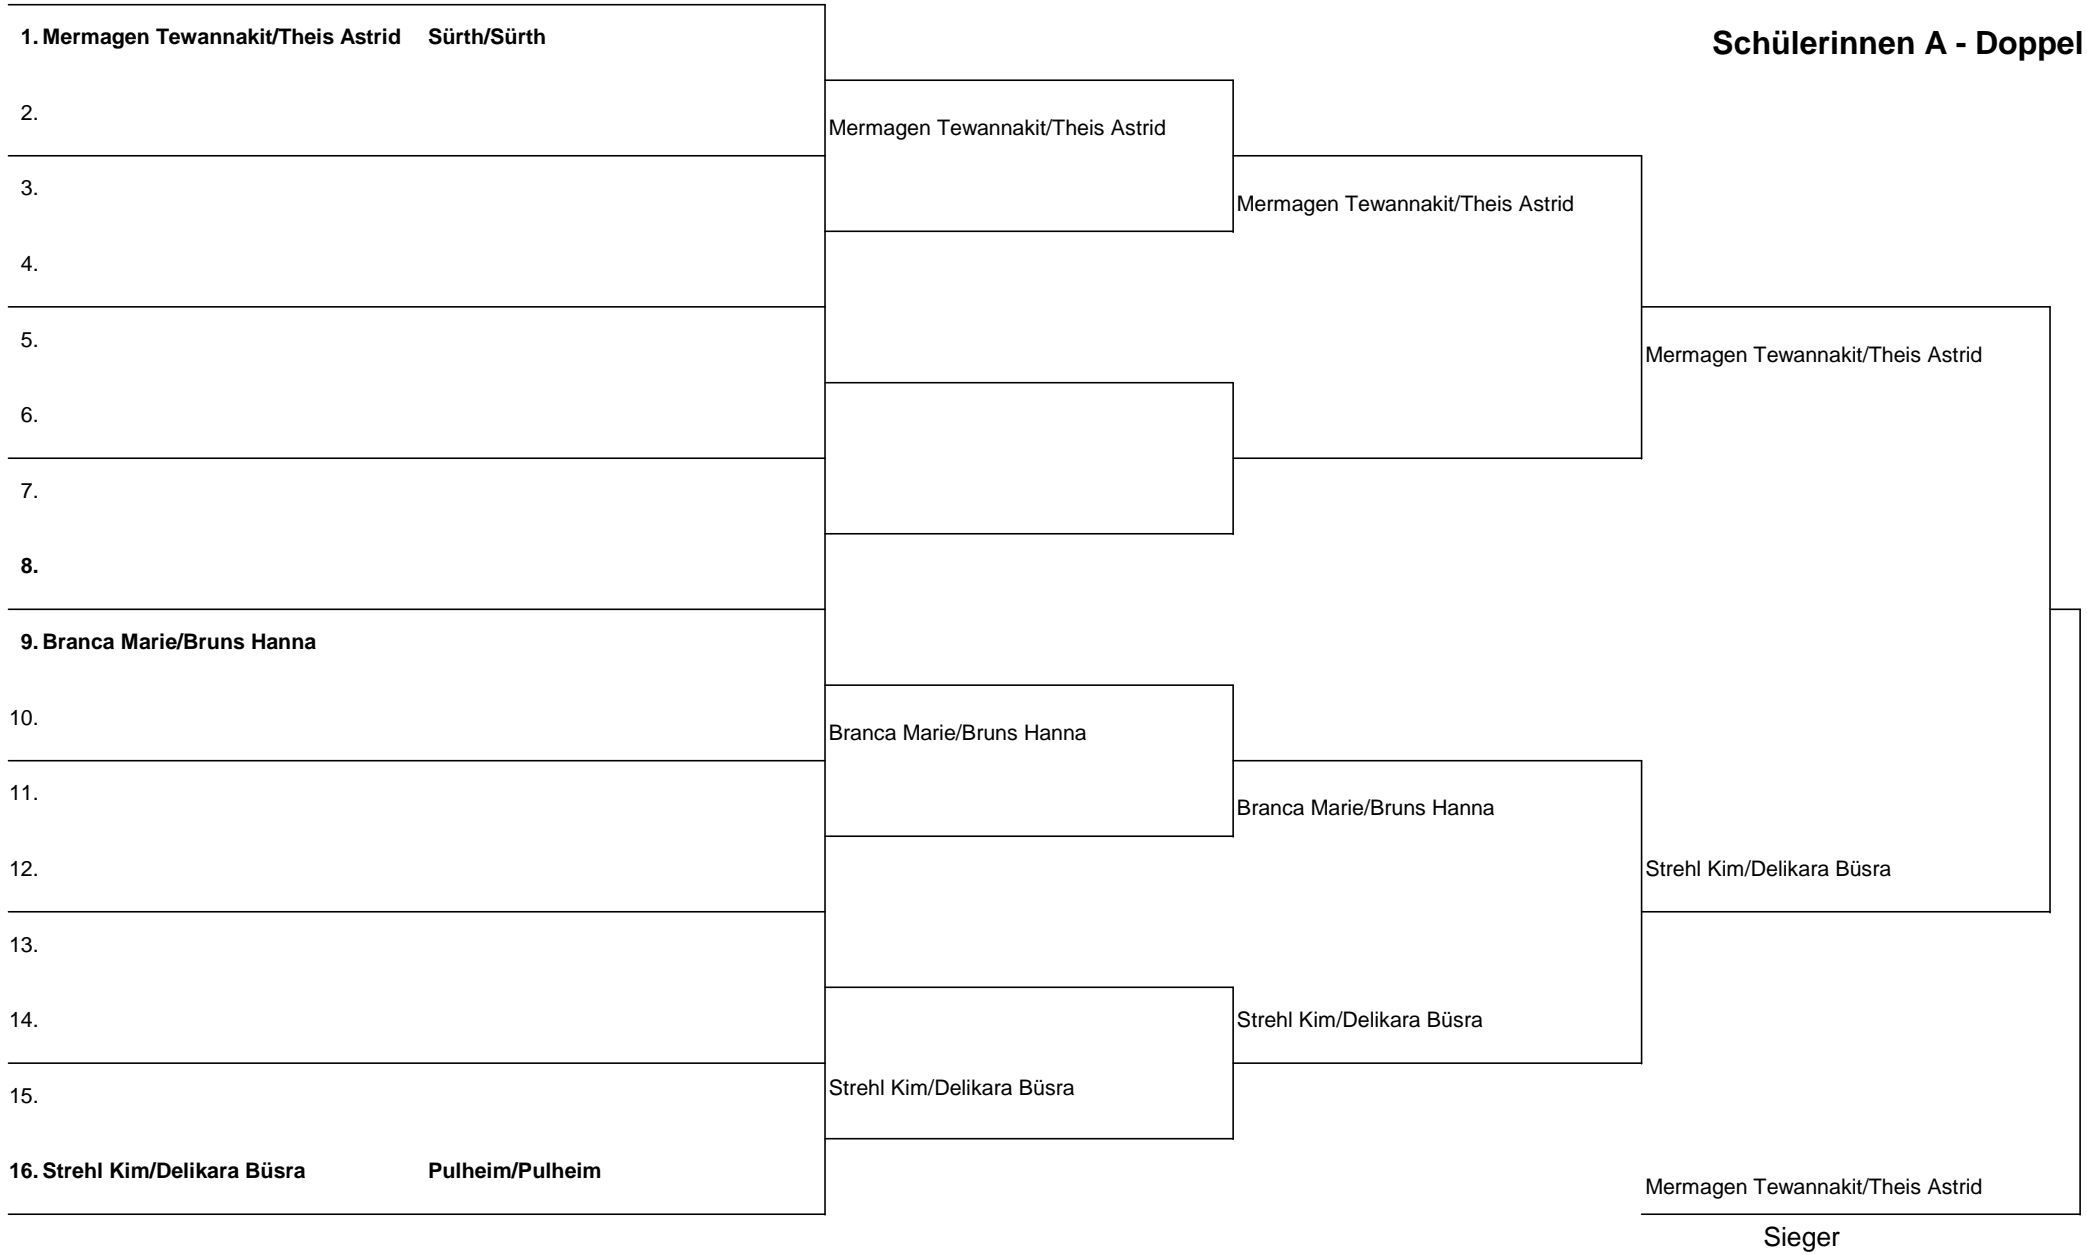 1. Mermagen Tewannakit/Theis Astrid Sürth/Sürth
Schülerinnen A - Doppel
2.
Mermagen Tewannakit/Theis Astrid
3.
Mermagen Tewannakit/Theis Astrid
4.
5.
Mermagen Tewannakit/Theis Astrid
6.
7.
8.
9. Branca Marie/Bruns Hanna
10.
Branca Marie/Bruns Hanna
11.
Branca Marie/Bruns Hanna
12.
Strehl Kim/Delikara Büsra
13.
14.
Strehl Kim/Delikara Büsra
15.
Strehl Kim/Delikara Büsra
16. Strehl Kim/Delikara Büsra Pulheim/Pulheim
Mermagen Tewannakit/Theis Astrid
Sieger